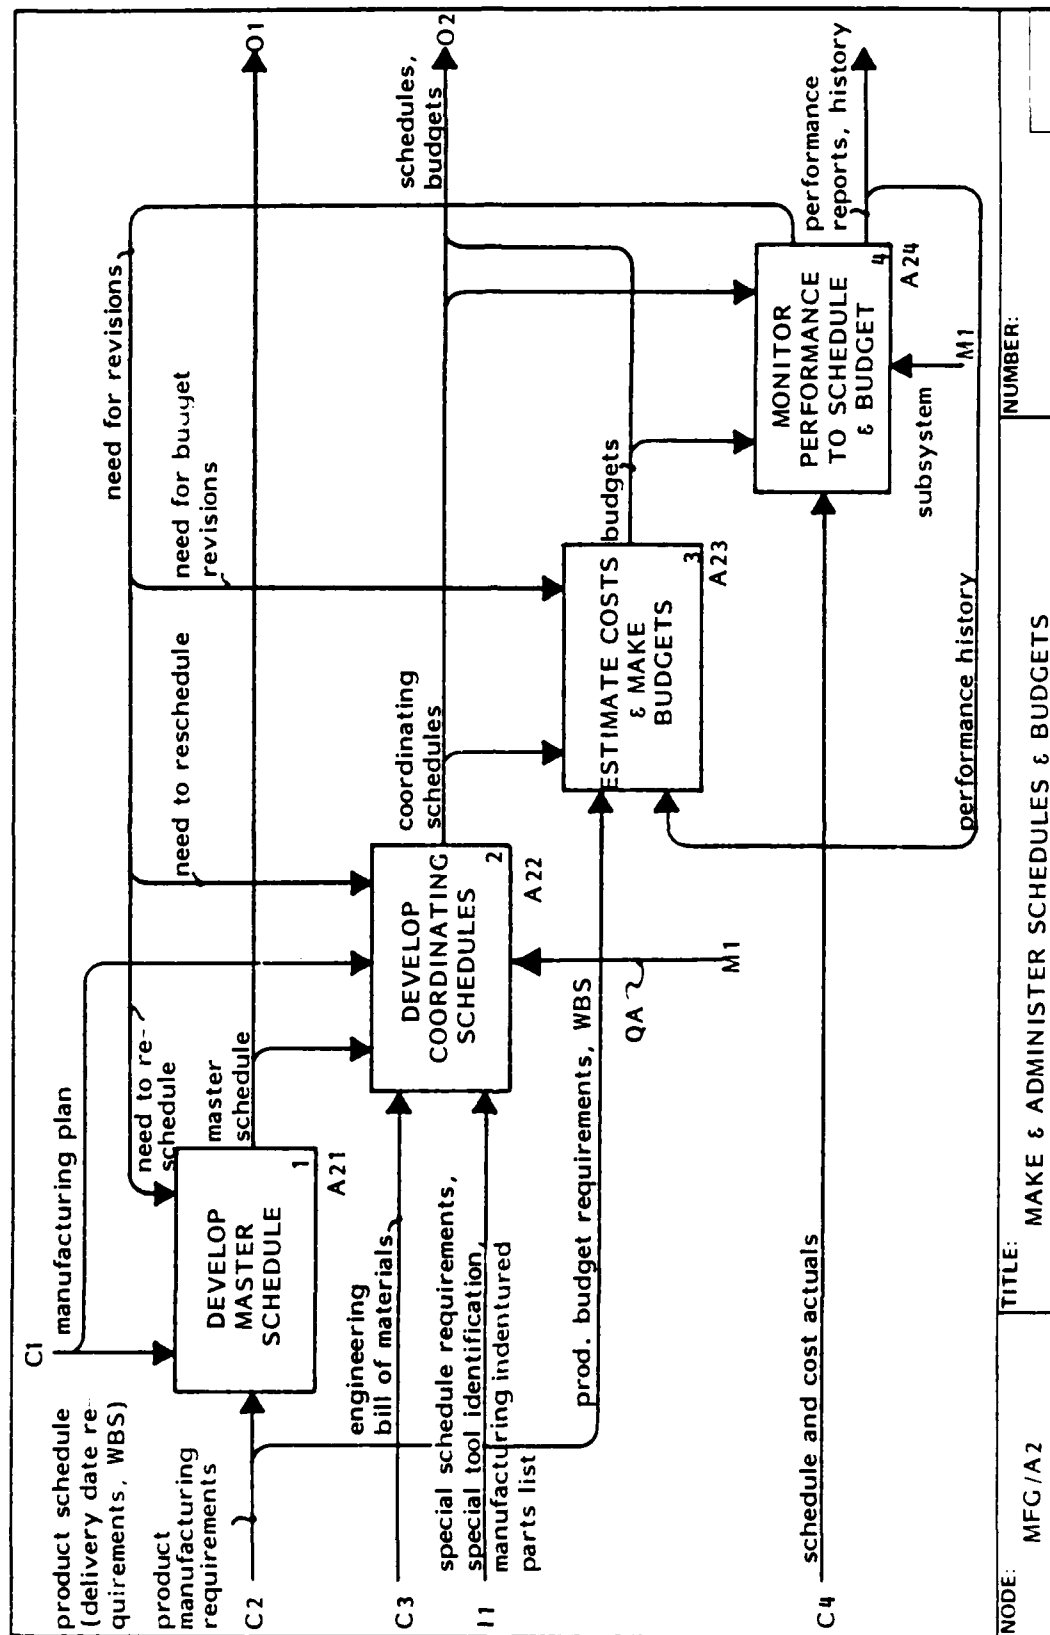 C1
manufacturing plan
product schedule
(delivery date re-
quirements, WBS)
product
manufacturing
requirements
C2
need for revisions
need for budget
revisions
need to reschedule
need to re-
schedule
DEVELOP
MASTER
SCHEDULE
1
A21
master
schedule
O1
C3
engineering
bill of materials
I1
special schedule requirements,
special tool identification,
manufacturing indentured
parts list
DEVELOP
COORDINATING
SCHEDULES
2
A22
coordinating
schedules
QA
M1
schedules,
budgets
O2
prod. budget requirements, WBS
ESTIMATE COSTS
& MAKE
BUDGETS
3
A23
budgets
C4
schedule and cost actuals
MONITOR
PERFORMANCE
TO SCHEDULE
& BUDGET
4
A24
subsystem
M1
performance
reports, history
performance history
NODE:
MFG/A2
TITLE:
MAKE & ADMINISTER SCHEDULES & BUDGETS
NUMBER: